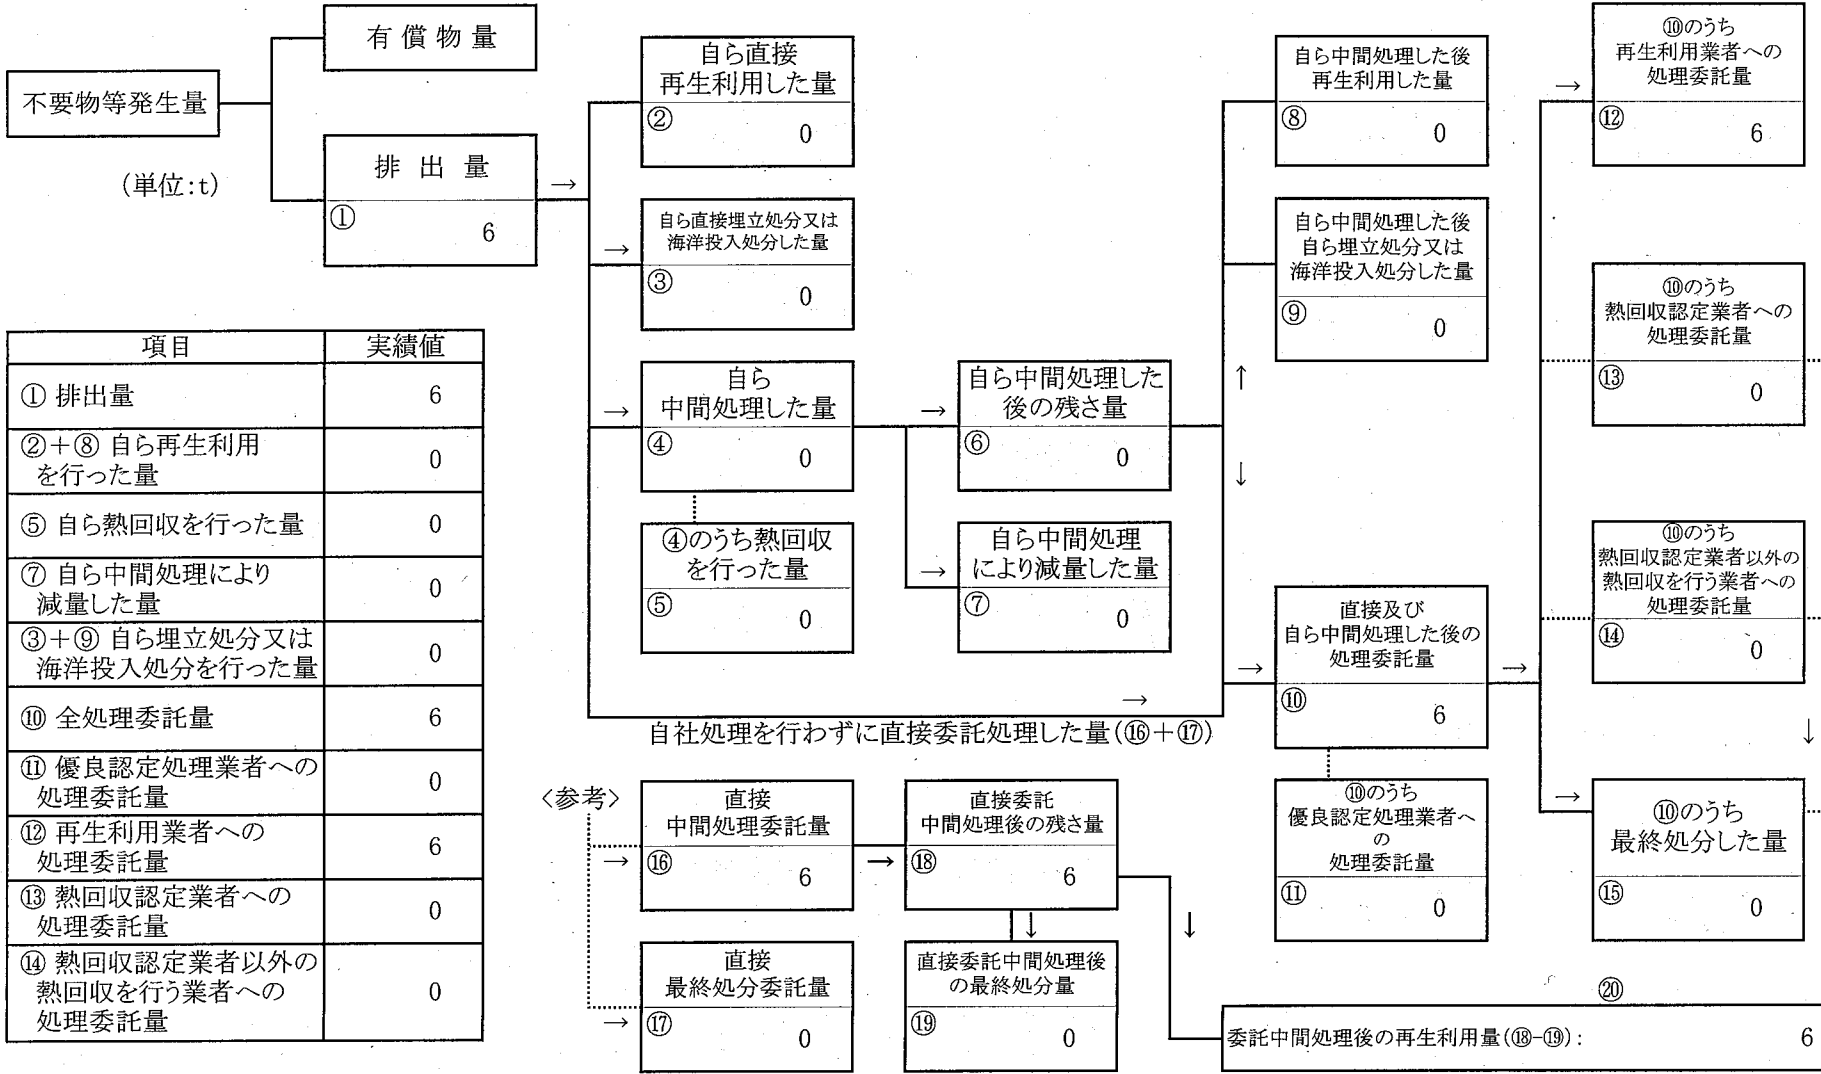 不要物等発生量
(単位:t)
有償物量
排出量
①
6
自ら直接
再生利用した量
②
0
自ら直接埋立処分又は
海洋投入処分した量
→
③
0
自ら
中間処理した量
→
④
0
④のうち熱回収
を行った量
⑤
0
→
自ら中間処理した
後の残さ量
→
⑥
0
自ら中間処理
により減量した量
→
⑦
0
自ら中間処理した後
再生利用した量
⑧
0
自ら中間処理した後
自ら埋立処分又は
海洋投入処分した量
⑨
0
↑
↓
直接及び
自ら中間処理した後の
処理委託量
→
⑩
6
→
⑩のうち
優良認定処理業者へ
の
処理委託量
⑪
0
⑩のうち
再生利用業者への
処理委託量
→
⑫
6
⑩のうち
熱回収認定業者への
処理委託量
⑬
0
⑩のうち
熱回収認定業者以外の
熱回収を行う業者への
処理委託量
⑭
0
↓
⑩のうち
最終処分した量
→
⑮
0
→
自社処理を行わずに直接委託処理した量(⑯+⑰)
項目 実績値
① 排出量 6
②+⑧ 自ら再生利用
を行った量 0
⑤ 自ら熱回収を行った量 0
⑦ 自ら中間処理により
減量した量 0
③+⑨ 自ら埋立処分又は
海洋投入処分を行った量 0
⑩ 全処理委託量 6
⑪ 優良認定処理業者への
処理委託量 0
⑫ 再生利用業者への
処理委託量 6
⑬ 熱回収認定業者への
処理委託量 0
⑭ 熱回収認定業者以外の
熱回収を行う業者への
処理委託量 0
〈参考〉
直接
中間処理委託量
→
⑯
6
直接
最終処分委託量
→
⑰
0
直接委託
中間処理後の残さ量
→
⑱
6
↓
↓
直接委託中間処理後
の最終処分量
⑲
0
⑳
委託中間処理後の再生利用量(⑱-⑲): 6